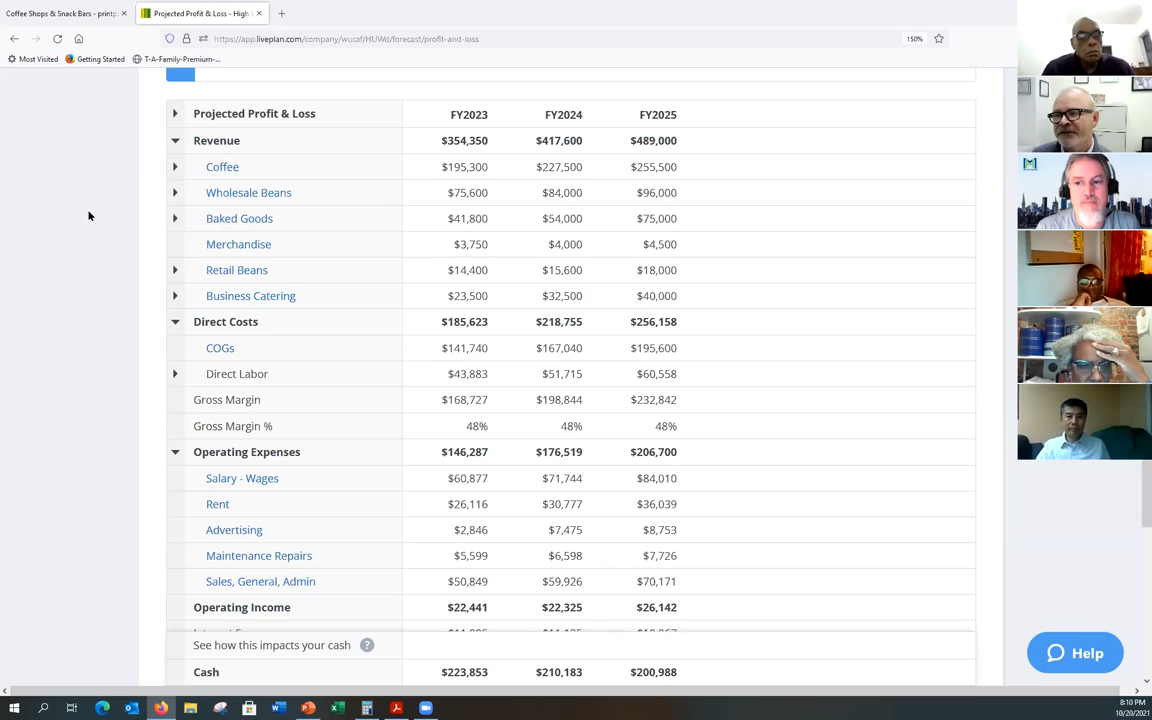 Coffee Shops & Snack Bars - printp
Projected Profit & Loss - High
https://app.liveplan.com/company/wucaf/HUWd/forecast/profit-and-loss
150%
Most Visited
Getting Started
T-A-Family-Premium-...
Projected Profit & Loss FY2023 FY2024 FY2025
Revenue $354,350 $417,600 $489,000
Coffee $195,300 $227,500 $255,500
Wholesale Beans $75,600 $84,000 $96,000
Baked Goods $41,800 $54,000 $75,000
Merchandise $3,750 $4,000 $4,500
Retail Beans $14,400 $15,600 $18,000
Business Catering $23,500 $32,500 $40,000
Direct Costs $185,623 $218,755 $256,158
COGs $141,740 $167,040 $195,600
Direct Labor $43,883 $51,715 $60,558
Gross Margin $168,727 $198,844 $232,842
Gross Margin % 48% 48% 48%
Operating Expenses $146,287 $176,519 $206,700
Salary - Wages $60,877 $71,744 $84,010
Rent $26,116 $30,777 $36,039
Advertising $2,846 $7,475 $8,753
Maintenance Repairs $5,599 $6,598 $7,726
Sales, General, Admin $50,849 $59,926 $70,171
Operating Income $22,441 $22,325 $26,142
See how this impacts your cash ?
Cash $223,853 $210,183 $200,988
Help
8:10 PM
10/20/2021